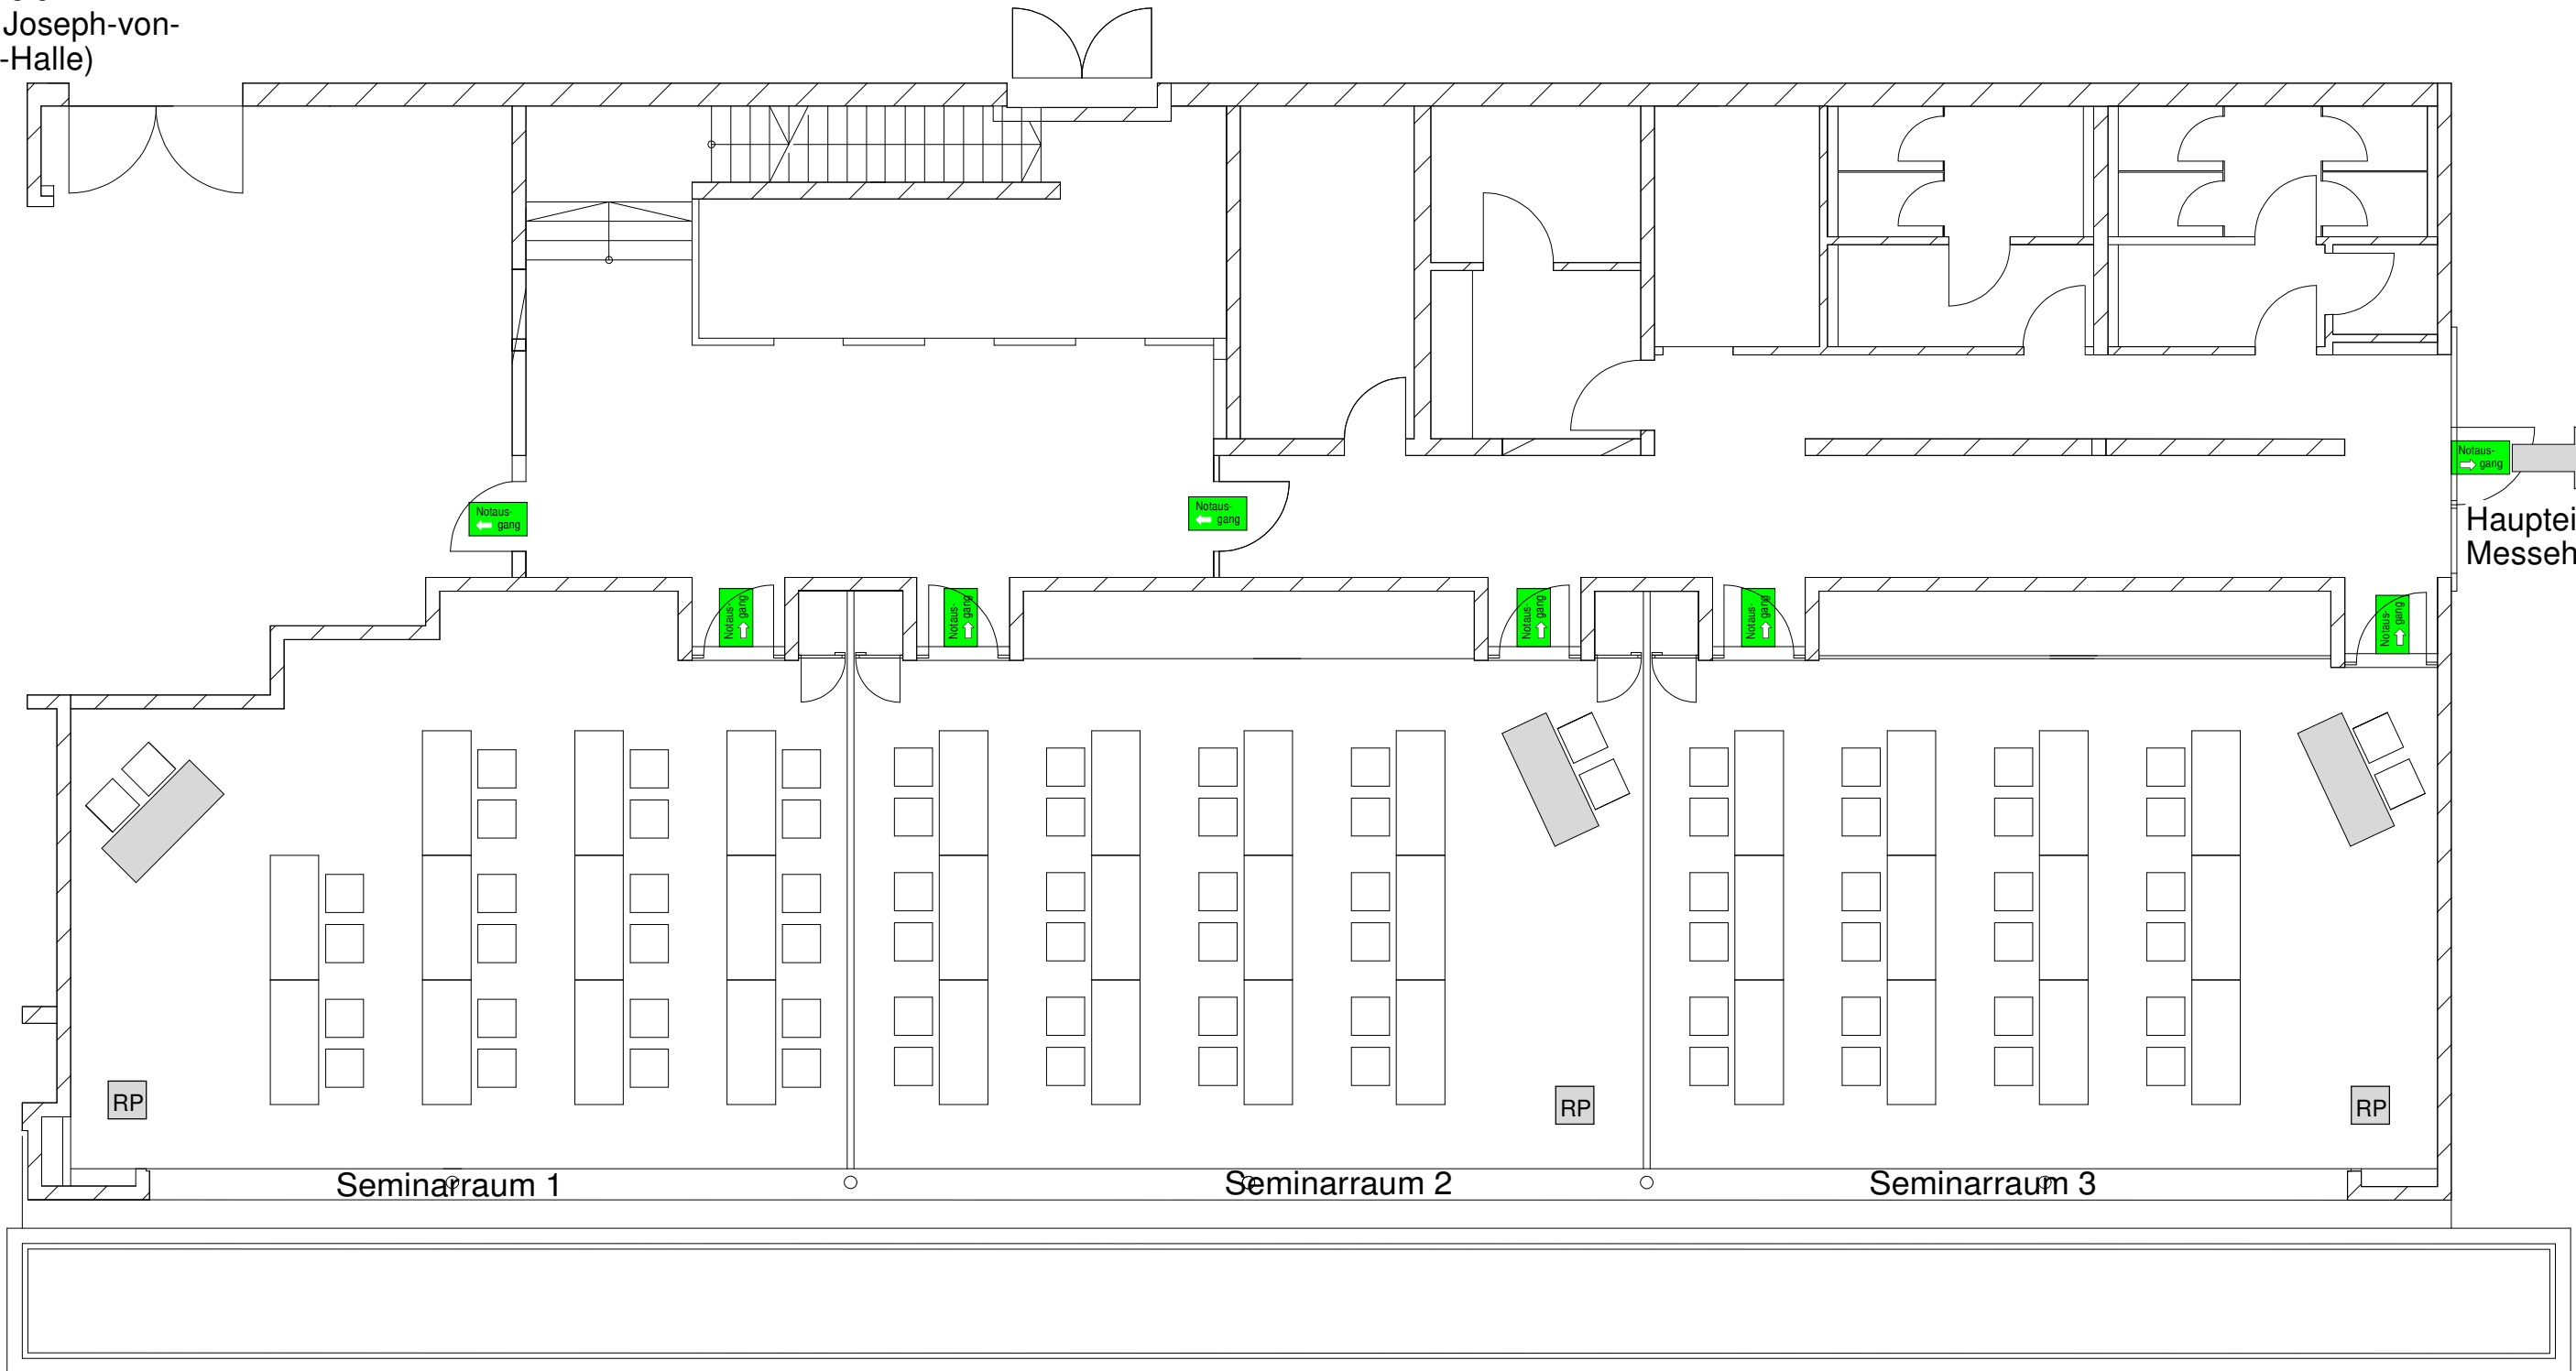 Joseph-von-
-Halle)
Notaus-
gang
Notaus-
gang
Notaus-
gang
Hauptei
Messeh
Notaus-
gang
Notaus-
gang
Notaus-
gang
Notaus-
gang
Notaus-
gang
RP
RP
RP
Seminarraum 1
Seminarraum 2
Seminarraum 3